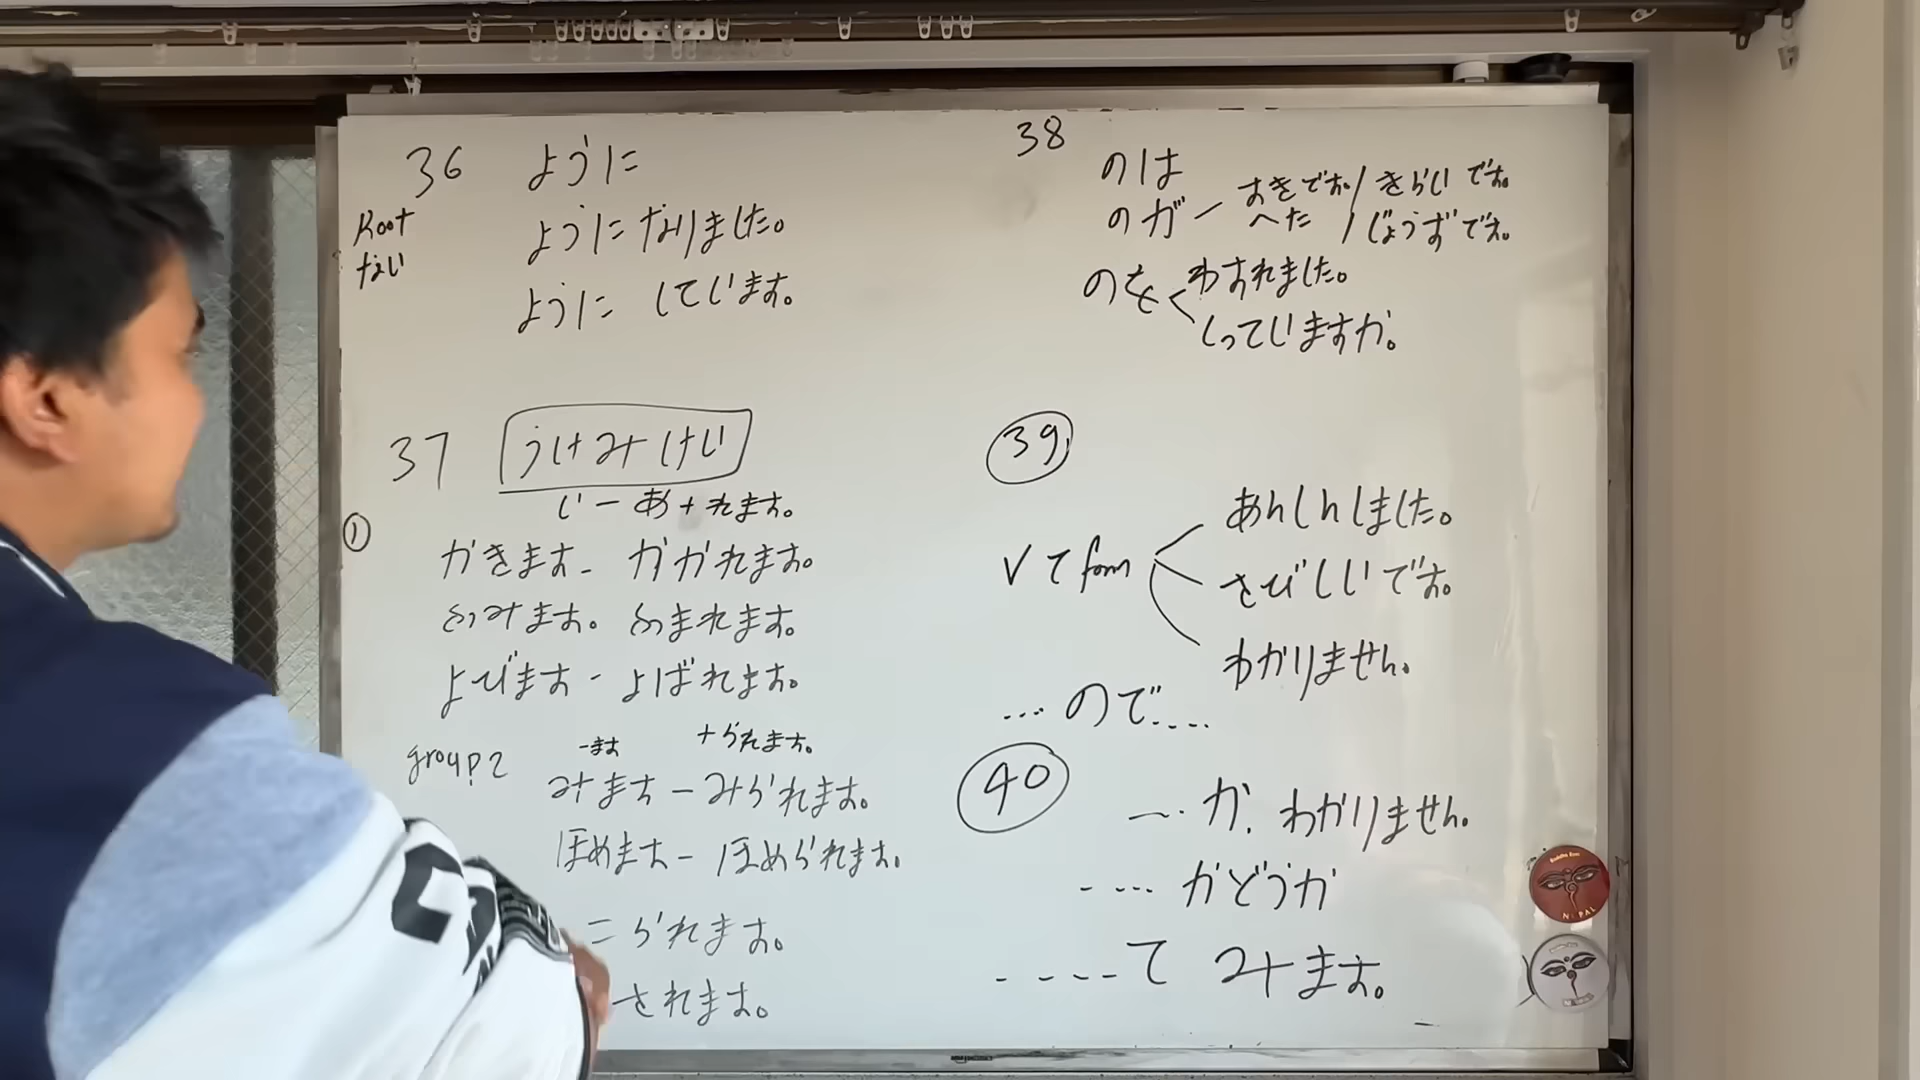 36 ように
Root ようになりました。
ない
ように しています。
37 うけみけい
い ー あ + れます。
① かきます - かかれます。
ふみます。 ふまれます。
よびます - よばれます。
group 2 -ます +られます。
みます ー みられます。
ほめます ー ほめられます。
こられます。
されます。
38
のは
のが ー すきです。/ きらいです。
へた / じょうずです。
のを < わすれました。
しっていますか。
39
V て form
あんしんしました。
さびしいです。
わかりません。
... ので....
40
... か、わかりません。
---- かどうか
---- て みます。
Buddha Eyes
NEPAL